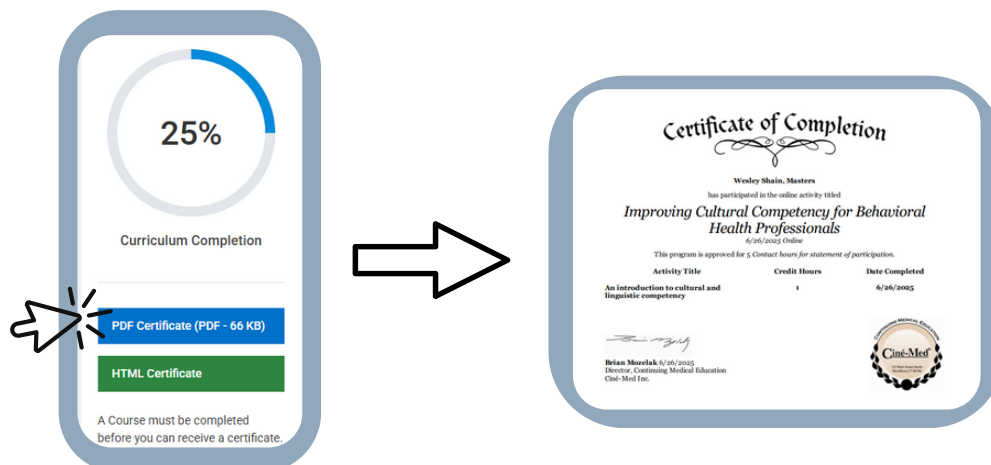 25%
Curriculum Completion
PDF Certificate (PDF - 66 KB)
HTML Certificate
A Course must be completed
before you can receive a certificate.
Certificate of Completion
Wesley Shain, Masters
has participated in the online activity titled
Improving Cultural Competency for Behavioral
Health Professionals
6/26/2025 Online
This program is approved for 5 Contact hours for statement of participation.
Activity Title Credit Hours Date Completed
An introduction to cultural and
linguistic competency 1 6/26/2025
Brian Mozelak 6/26/2025
Director, Continuing Medical Education
Ciné-Med Inc.
CONTINUING MEDICAL EDUCATION
Ciné-Med